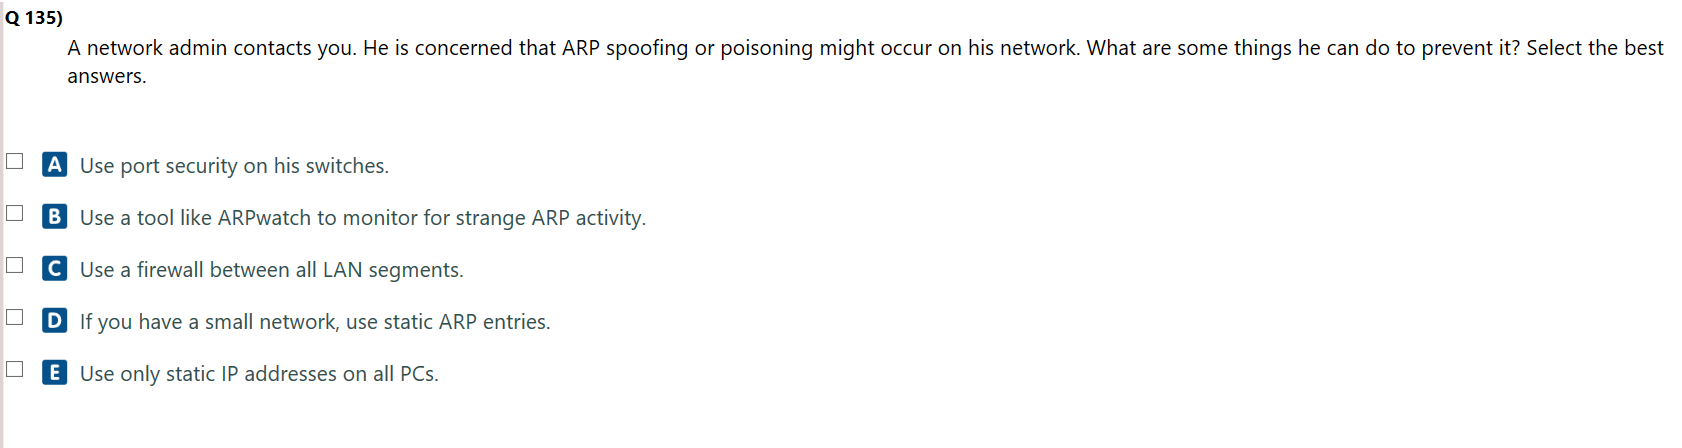 Q 135)
A network admin contacts you. He is concerned that ARP spoofing or poisoning might occur on his network. What are some things he can do to prevent it? Select the best
answers.
A Use port security on his switches.
B Use a tool like ARPwatch to monitor for strange ARP activity.
C Use a firewall between all LAN segments.
D If you have a small network, use static ARP entries.
E Use only static IP addresses on all PCs.